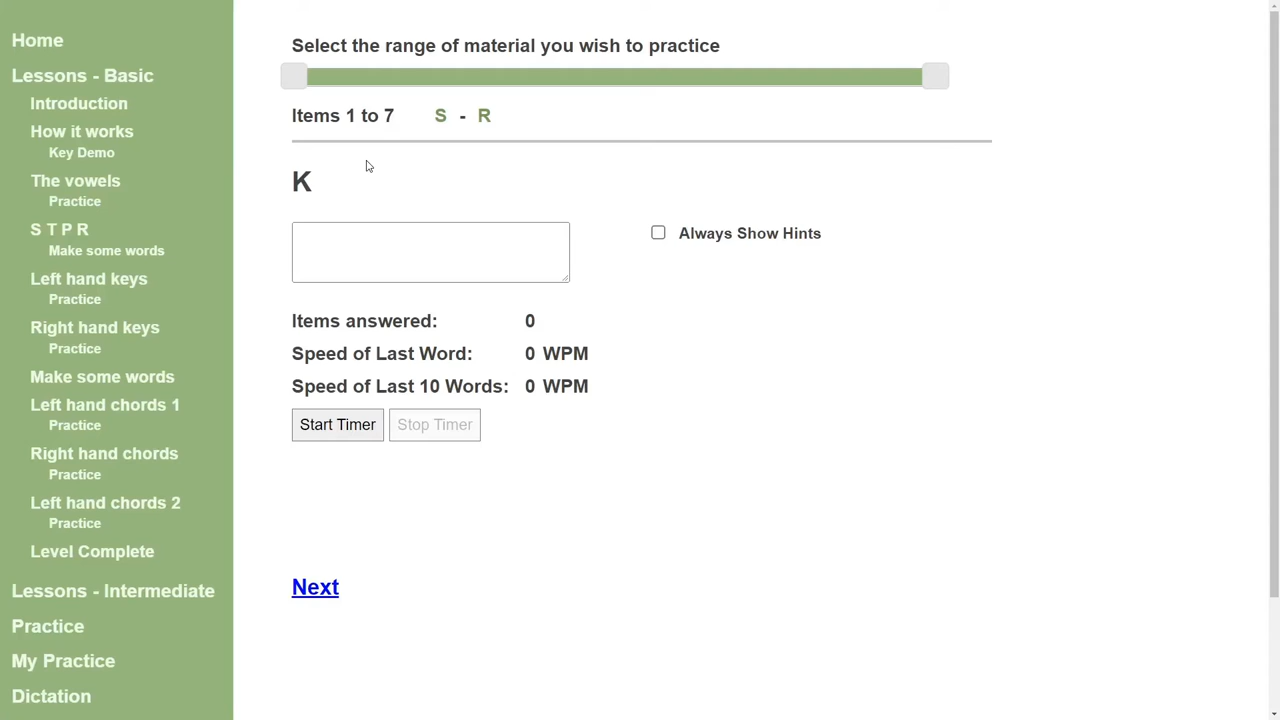 Home
Lessons - Basic
Introduction
How it works
Key Demo
The vowels
Practice
S T P R
Make some words
Left hand keys
Practice
Right hand keys
Practice
Make some words
Left hand chords 1
Practice
Right hand chords
Practice
Left hand chords 2
Practice
Level Complete
Lessons - Intermediate
Practice
My Practice
Dictation
Select the range of material you wish to practice
Items 1 to 7 S - R
K
Always Show Hints
Items answered: 0
Speed of Last Word: 0 WPM
Speed of Last 10 Words: 0 WPM
Start Timer Stop Timer
Next